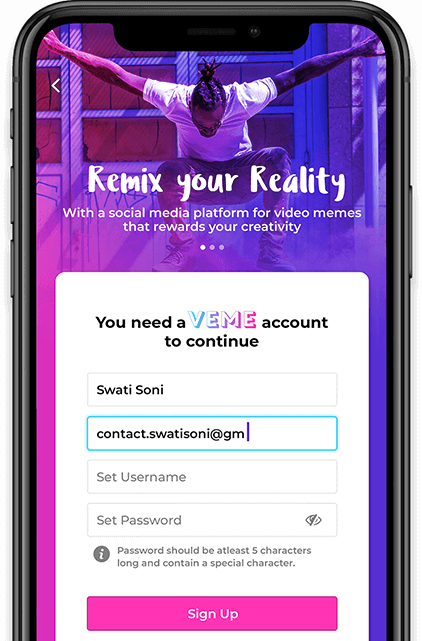 Remix your Reality
With a social media platform for video memes
that rewards your creativity
You need a VEME account
to continue
Swati Soni
contact.swatisoni@gm
Set Username
Set Password
Password should be atleast 5 characters
long and contain a special character.
Sign Up